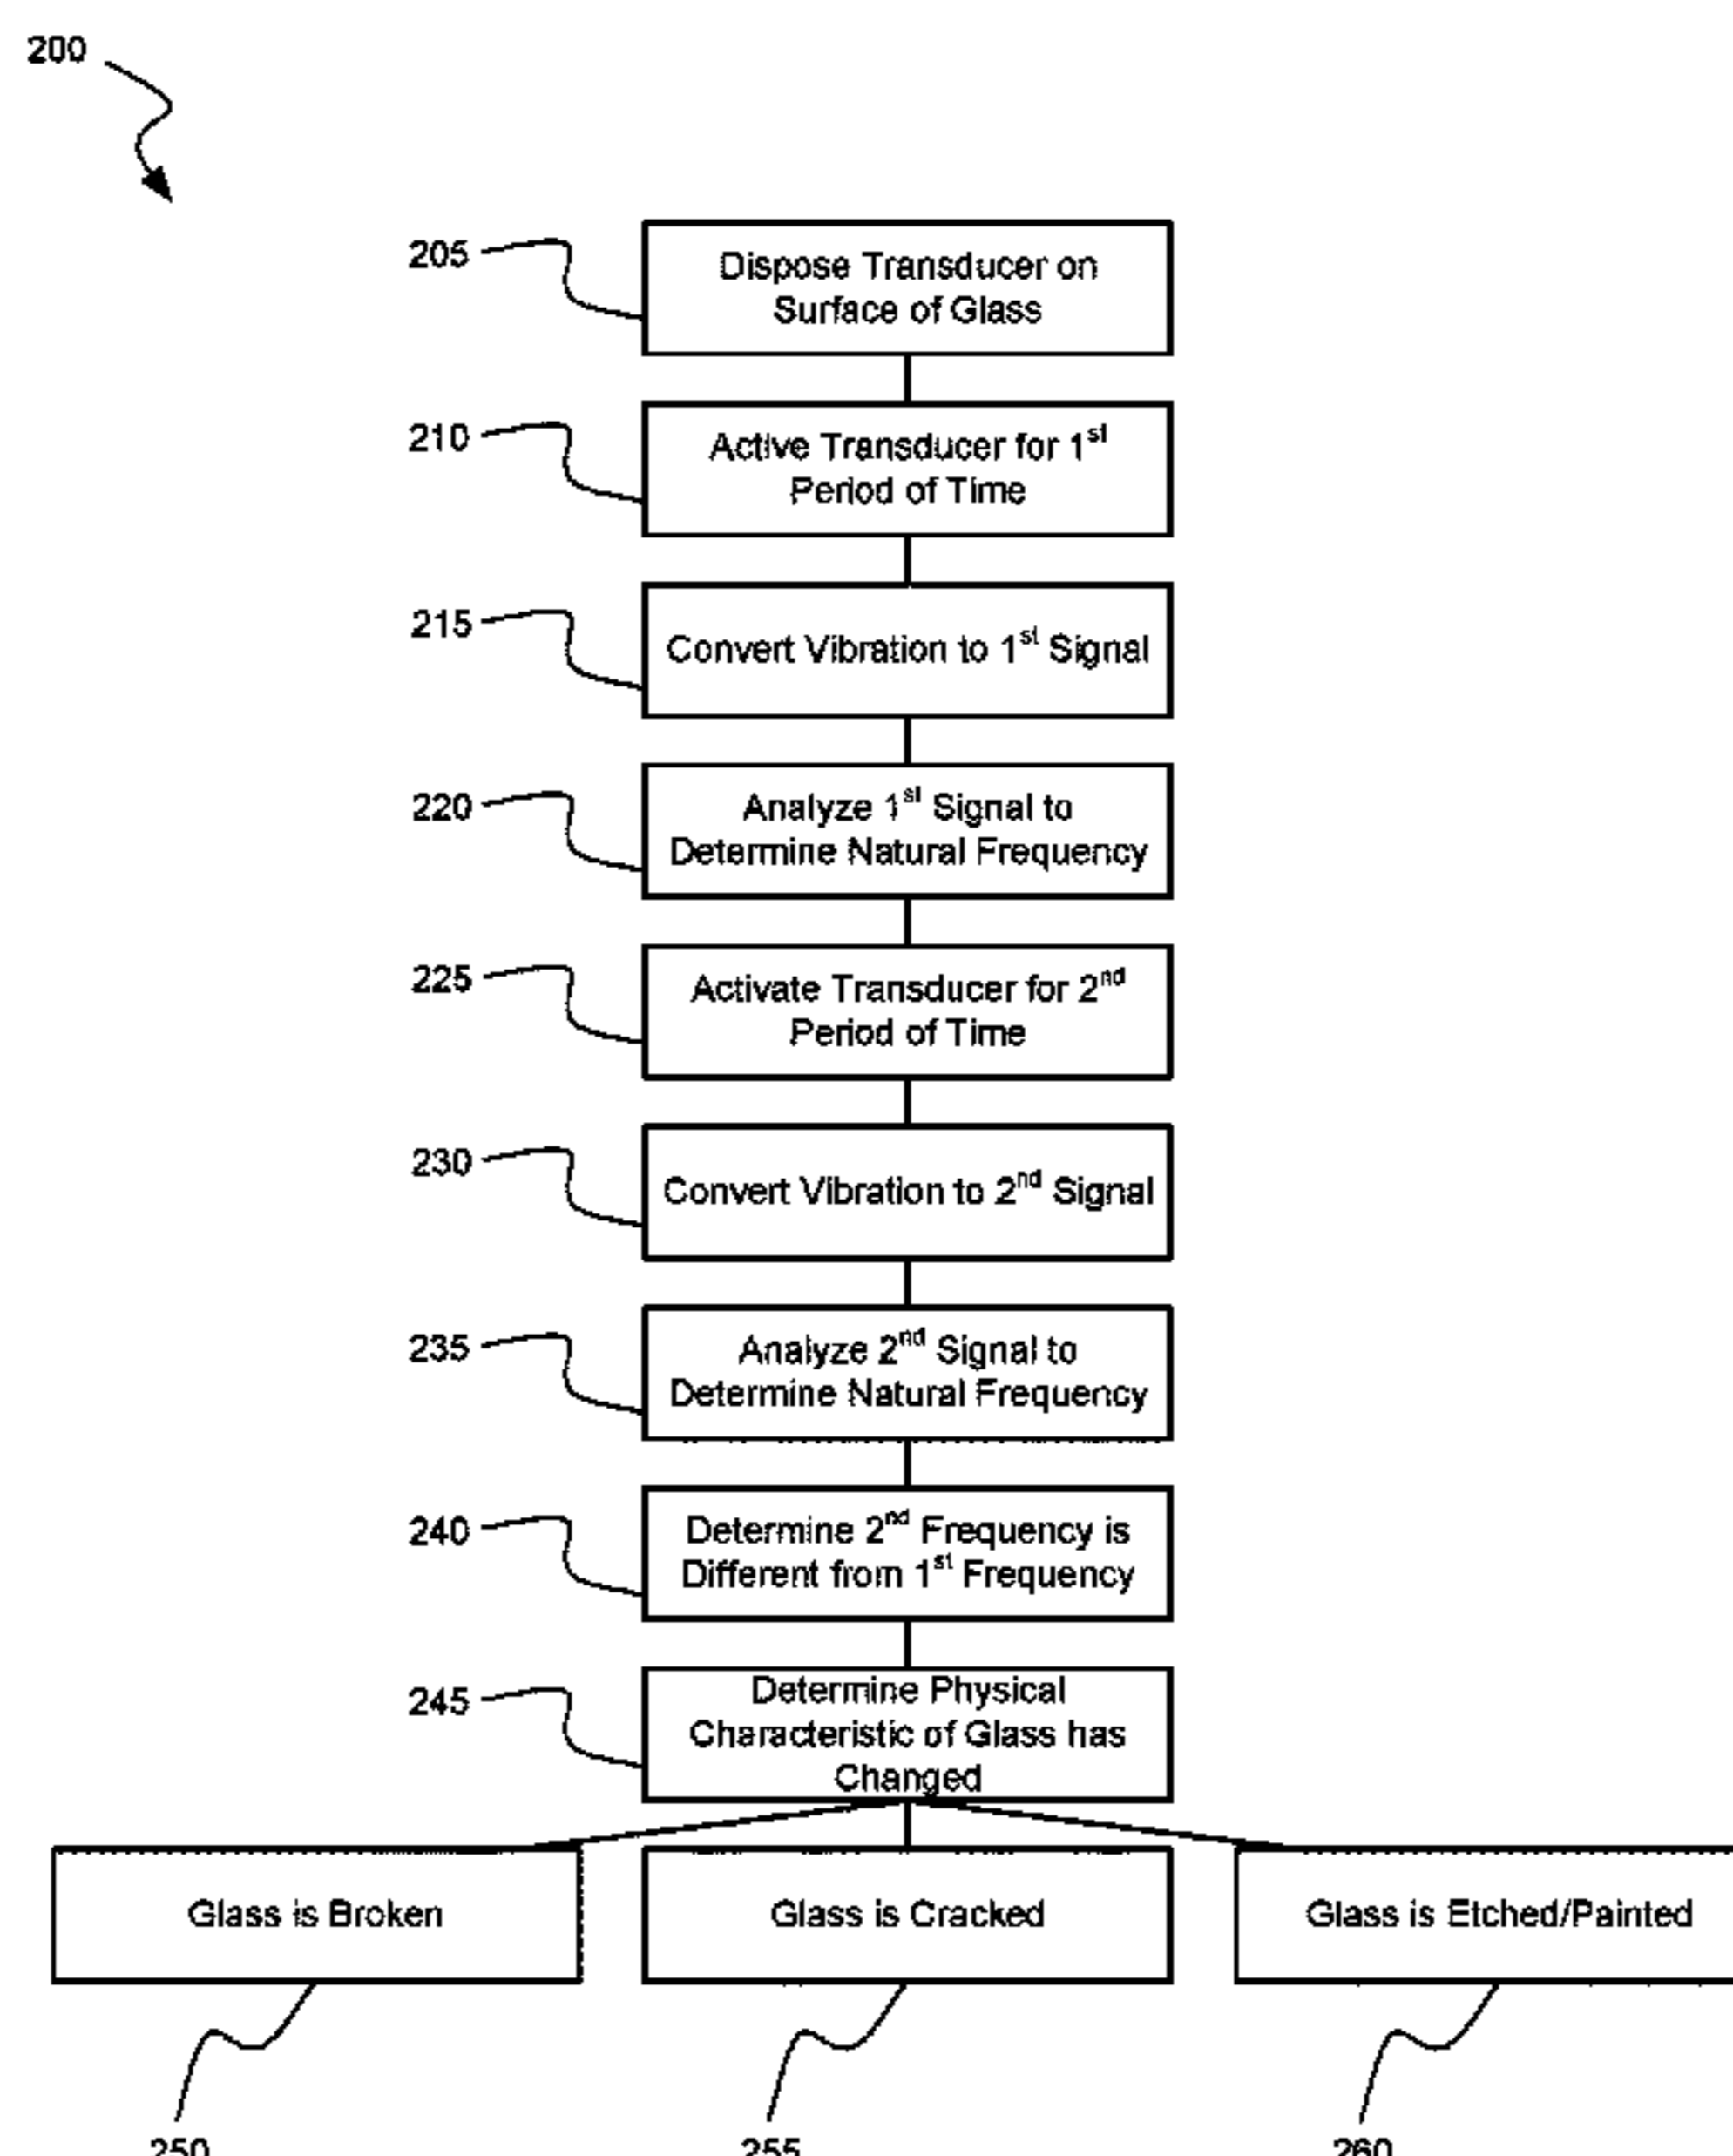 200
205
Dispose Transducer on
Surface of Glass
210
Active Transducer for 1st
Period of Time
215
Convert Vibration to 1st Signal
220
Analyze 1st Signal to
Determine Natural Frequency
225
Activate Transducer for 2nd
Period of Time
230
Convert Vibration to 2nd Signal
235
Analyze 2nd Signal to
Determine Natural Frequency
240
Determine 2nd Frequency is
Different from 1st Frequency
245
Determine Physical
Characteristic of Glass has
Changed
Glass is Broken
Glass is Cracked
Glass is Etched/Painted
250
255
260